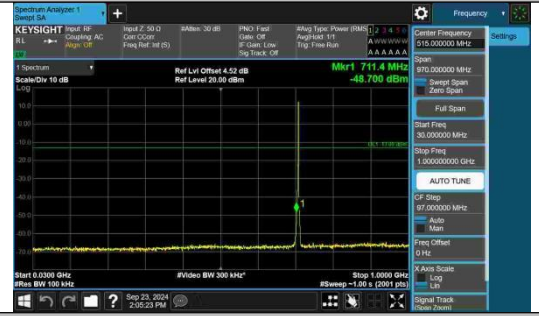 Spectrum Analyzer 1
Swept SA
Frequency
KEYSIGHT
Input: RF
Coupling: AC
Align: Off
Input Z: 50 Ω
Corr CCorr
Freq Ref: Int (S)
#Atten: 30 dB
PNO: Fast
Gate: Off
IF Gain: Low
Sig Track: Off
#Avg Type: Power (RMS
Avg|Hold: 1/1
Trig: Free Run
1 2 3 4 5 6
A W W W W W
A A A A A A
1 Spectrum
Scale/Div 10 dB
Log
Ref Lvl Offset 4.52 dB
Ref Level 20.00 dBm
Mkr1 711.4 MHz
-48.700 dBm
10.0
0.00
-10.0
-20.0
-30.0
-40.0
-50.0
-60.0
-70.0
1
Start 0.0300 GHz
#Res BW 100 kHz
#Video BW 300 kHz*
Stop 1.0000 GHz
#Sweep ~1.00 s (2001 pts)
Sep 23, 2024
2:05:23 PM
Center Frequency
515.000000 MHz
Settings
Span
970.000000 MHz
Swept Span
Zero Span
Full Span
Start Freq
30.000000 MHz
Stop Freq
1.000000000 GHz
AUTO TUNE
CF Step
97.000000 MHz
Auto
Man
Freq Offset
0 Hz
X Axis Scale
Log
Lin
Signal Track
(Span Zoom)